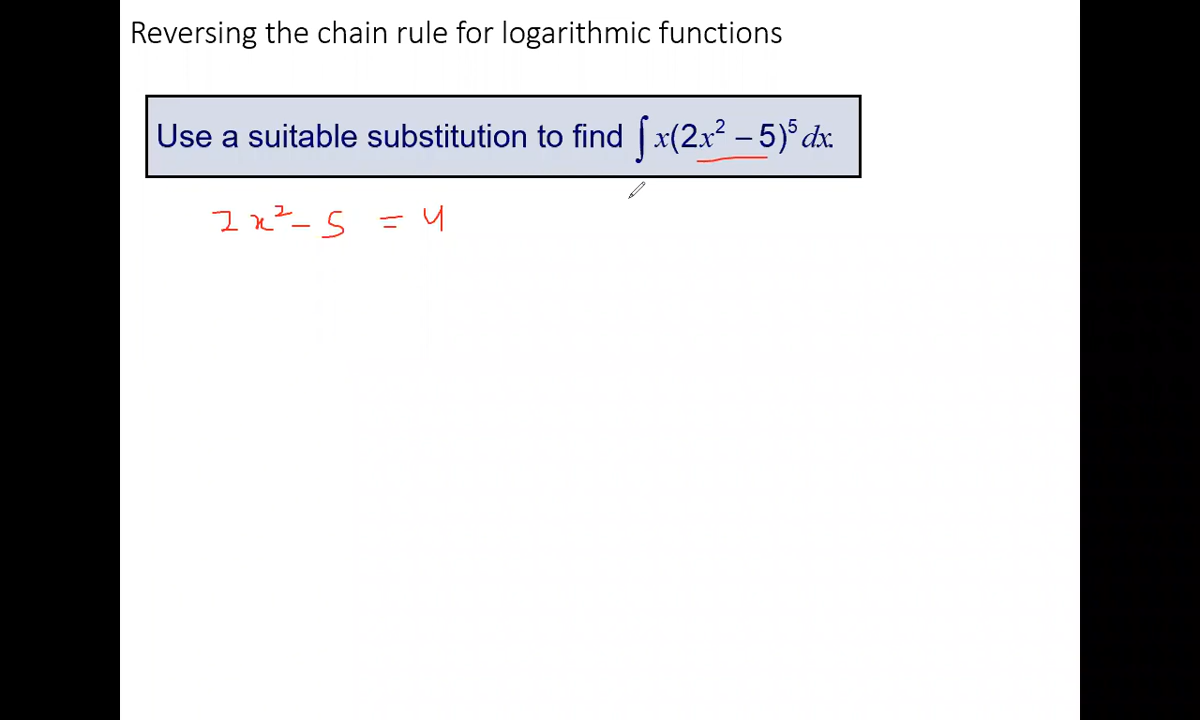 Reversing the chain rule for logarithmic functions
Use a suitable substitution to find ∫x(2x² – 5)⁵ dx.
2x² – 5 = u